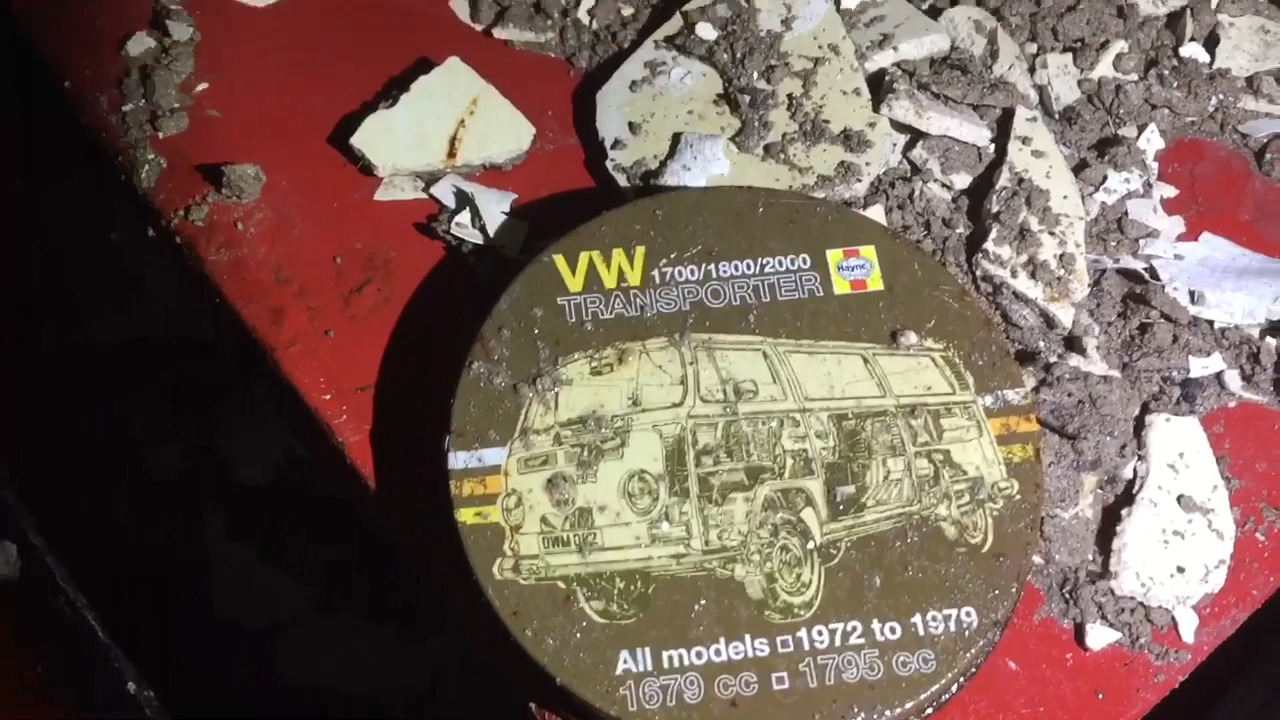 VW 1700/1800/2000
TRANSPORTER
Haynes
All models 1972 to 1979
1679 cc 1795 cc